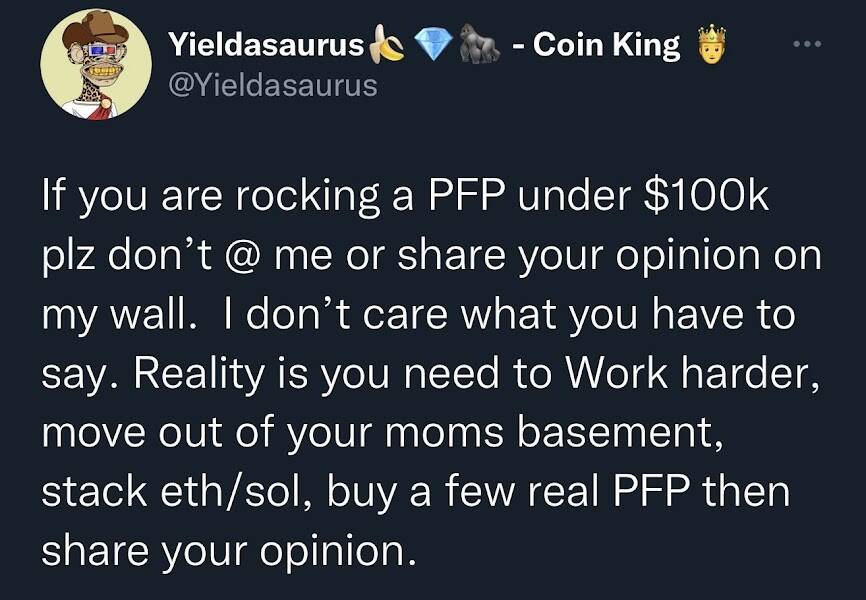 Yieldasaurus🍌💎🦍 - Coin King 🤴
@Yieldasaurus
If you are rocking a PFP under $100k
plz don’t @ me or share your opinion on
my wall.  I don’t care what you have to
say. Reality is you need to Work harder,
move out of your moms basement,
stack eth/sol, buy a few real PFP then
share your opinion.